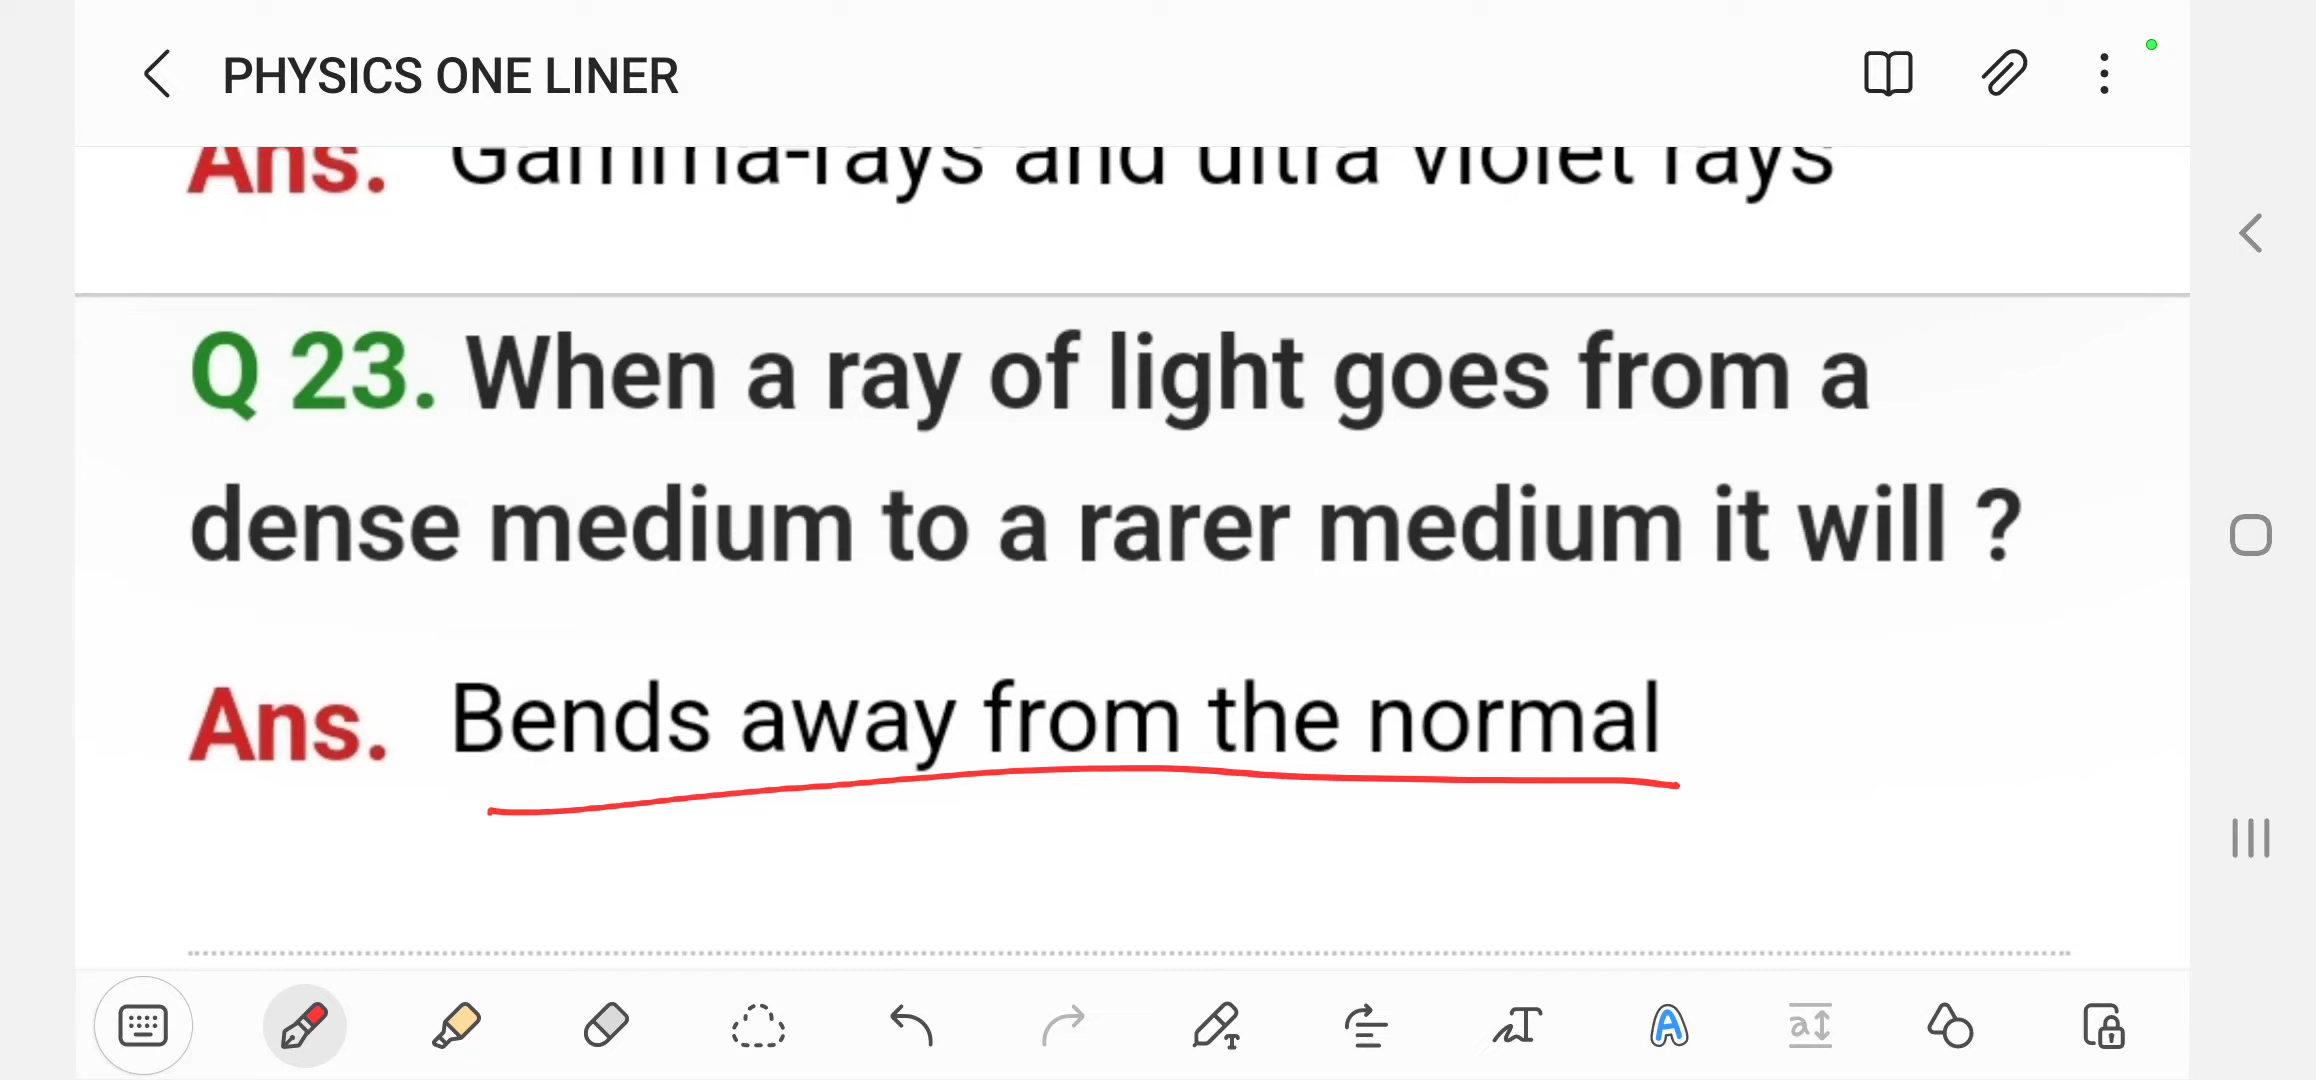 PHYSICS ONE LINER
Ans. Gamma-rays and ultra violet rays
Q 23. When a ray of light goes from a
dense medium to a rarer medium it will ?
Ans. Bends away from the normal